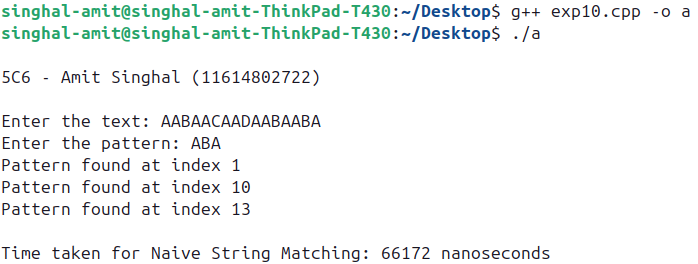 singhal-amit@singhal-amit-ThinkPad-T430:~/Desktop$ g++ exp10.cpp -o a
singhal-amit@singhal-amit-ThinkPad-T430:~/Desktop$ ./a
5C6 - Amit Singhal (11614802722)
Enter the text: AABAACAADAABAABA
Enter the pattern: ABA
Pattern found at index 1
Pattern found at index 10
Pattern found at index 13
Time taken for Naive String Matching: 66172 nanoseconds